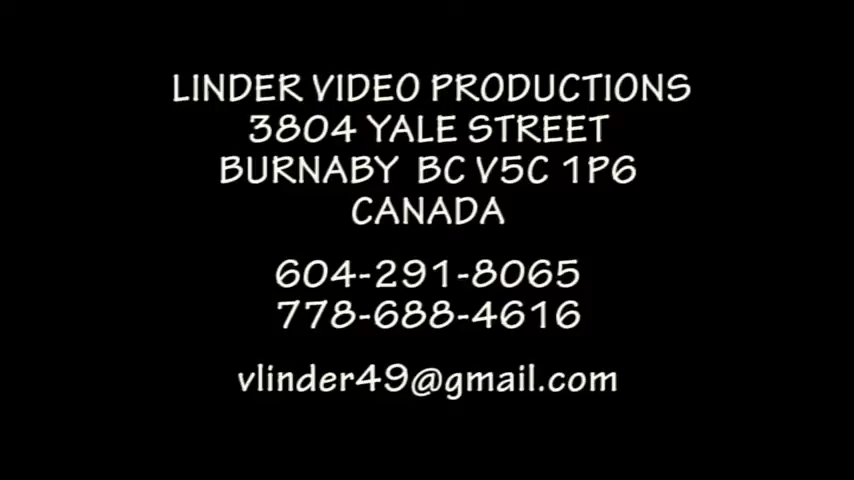 LINDER VIDEO PRODUCTIONS
3804 YALE STREET
BURNABY  BC V5C 1P6
CANADA
604-291-8065
778-688-4616
vlinder49@gmail.com